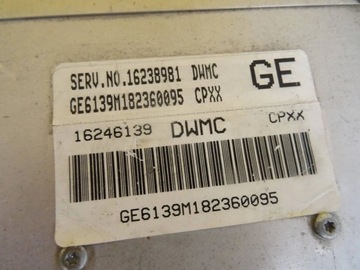 SERV.NO.16238981 DWMC GE
GE6139M182360095 CPXX
16246139 DWMC CPXX
GE6139M182360095